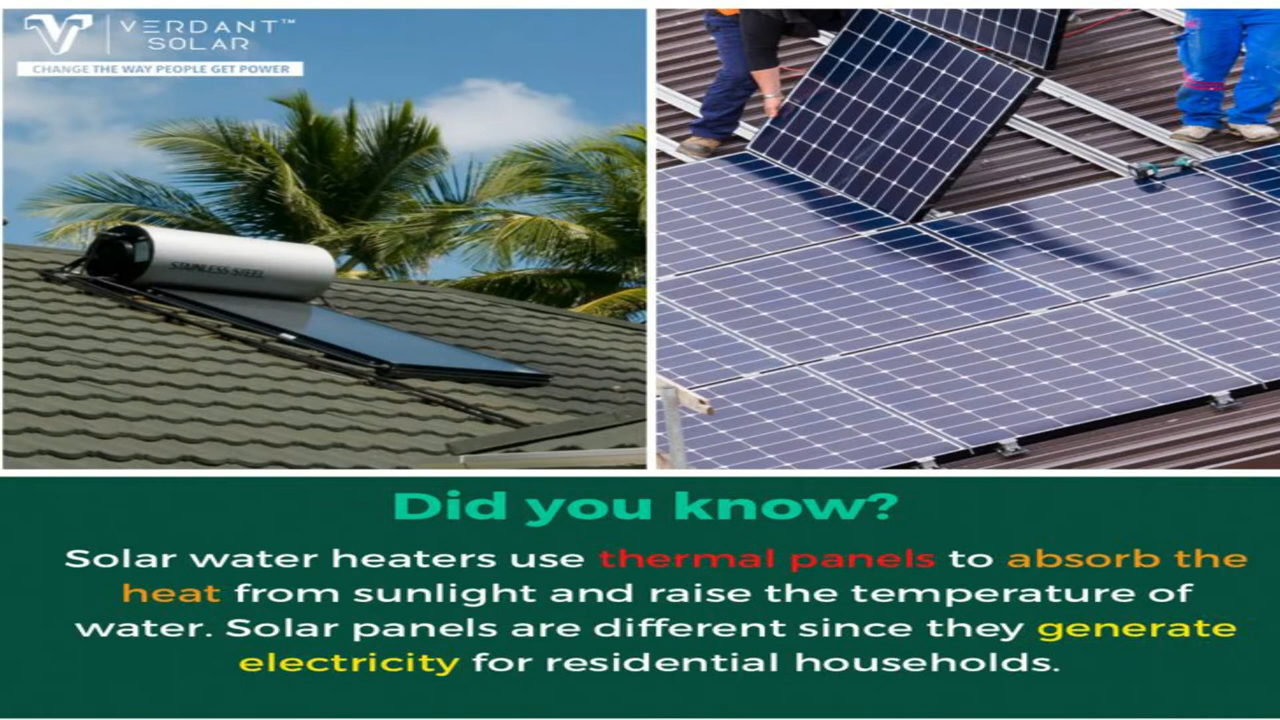 VERDANT™
SOLAR
CHANGE THE WAY PEOPLE GET POWER
STAINLESS STEEL
Did you know?
Solar water heaters use thermal panels to absorb the
heat from sunlight and raise the temperature of
water. Solar panels are different since they generate
electricity for residential households.